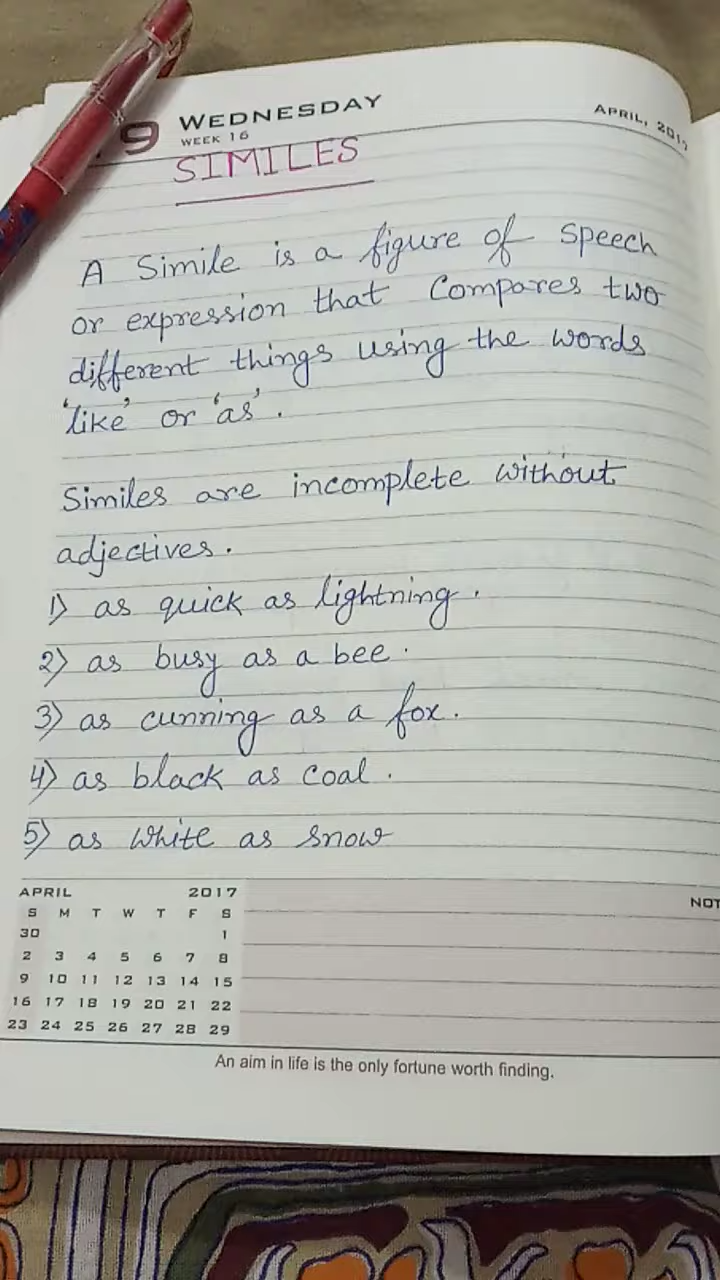 9 WEDNESDAY
WEEK 16
APRIL, 2017
SIMILES
A Simile is a figure of speech
or expression that compares two
different things using the words
'like' or 'as'.
Similes are incomplete without
adjectives.
1) as quick as lightning.
2) as busy as a bee.
3) as cunning as a fox.
4) as black as coal.
5) as white as snow
APRIL 2017
S M T W T F S
30 1
2 3 4 5 6 7 8
9 10 11 12 13 14 15
16 17 18 19 20 21 22
23 24 25 26 27 28 29
NOT
An aim in life is the only fortune worth finding.